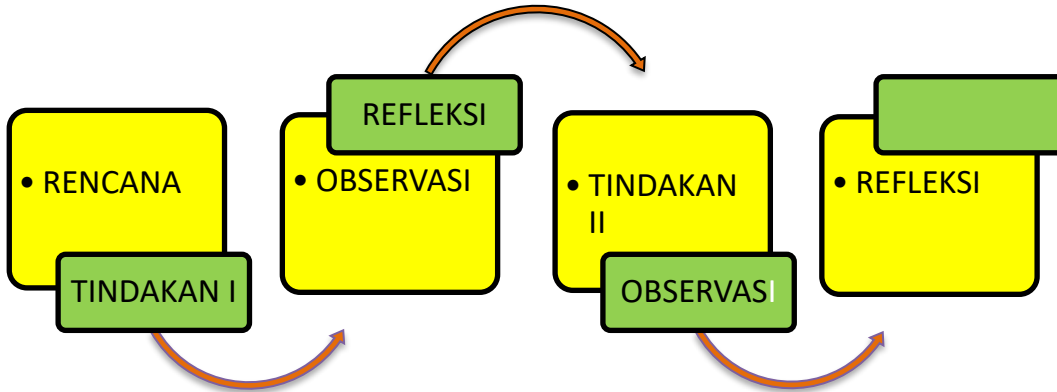 • RENCANA
TINDAKAN I
REFLEKSI
• OBSERVASI
• TINDAKAN
II
OBSERVASI
• REFLEKSI